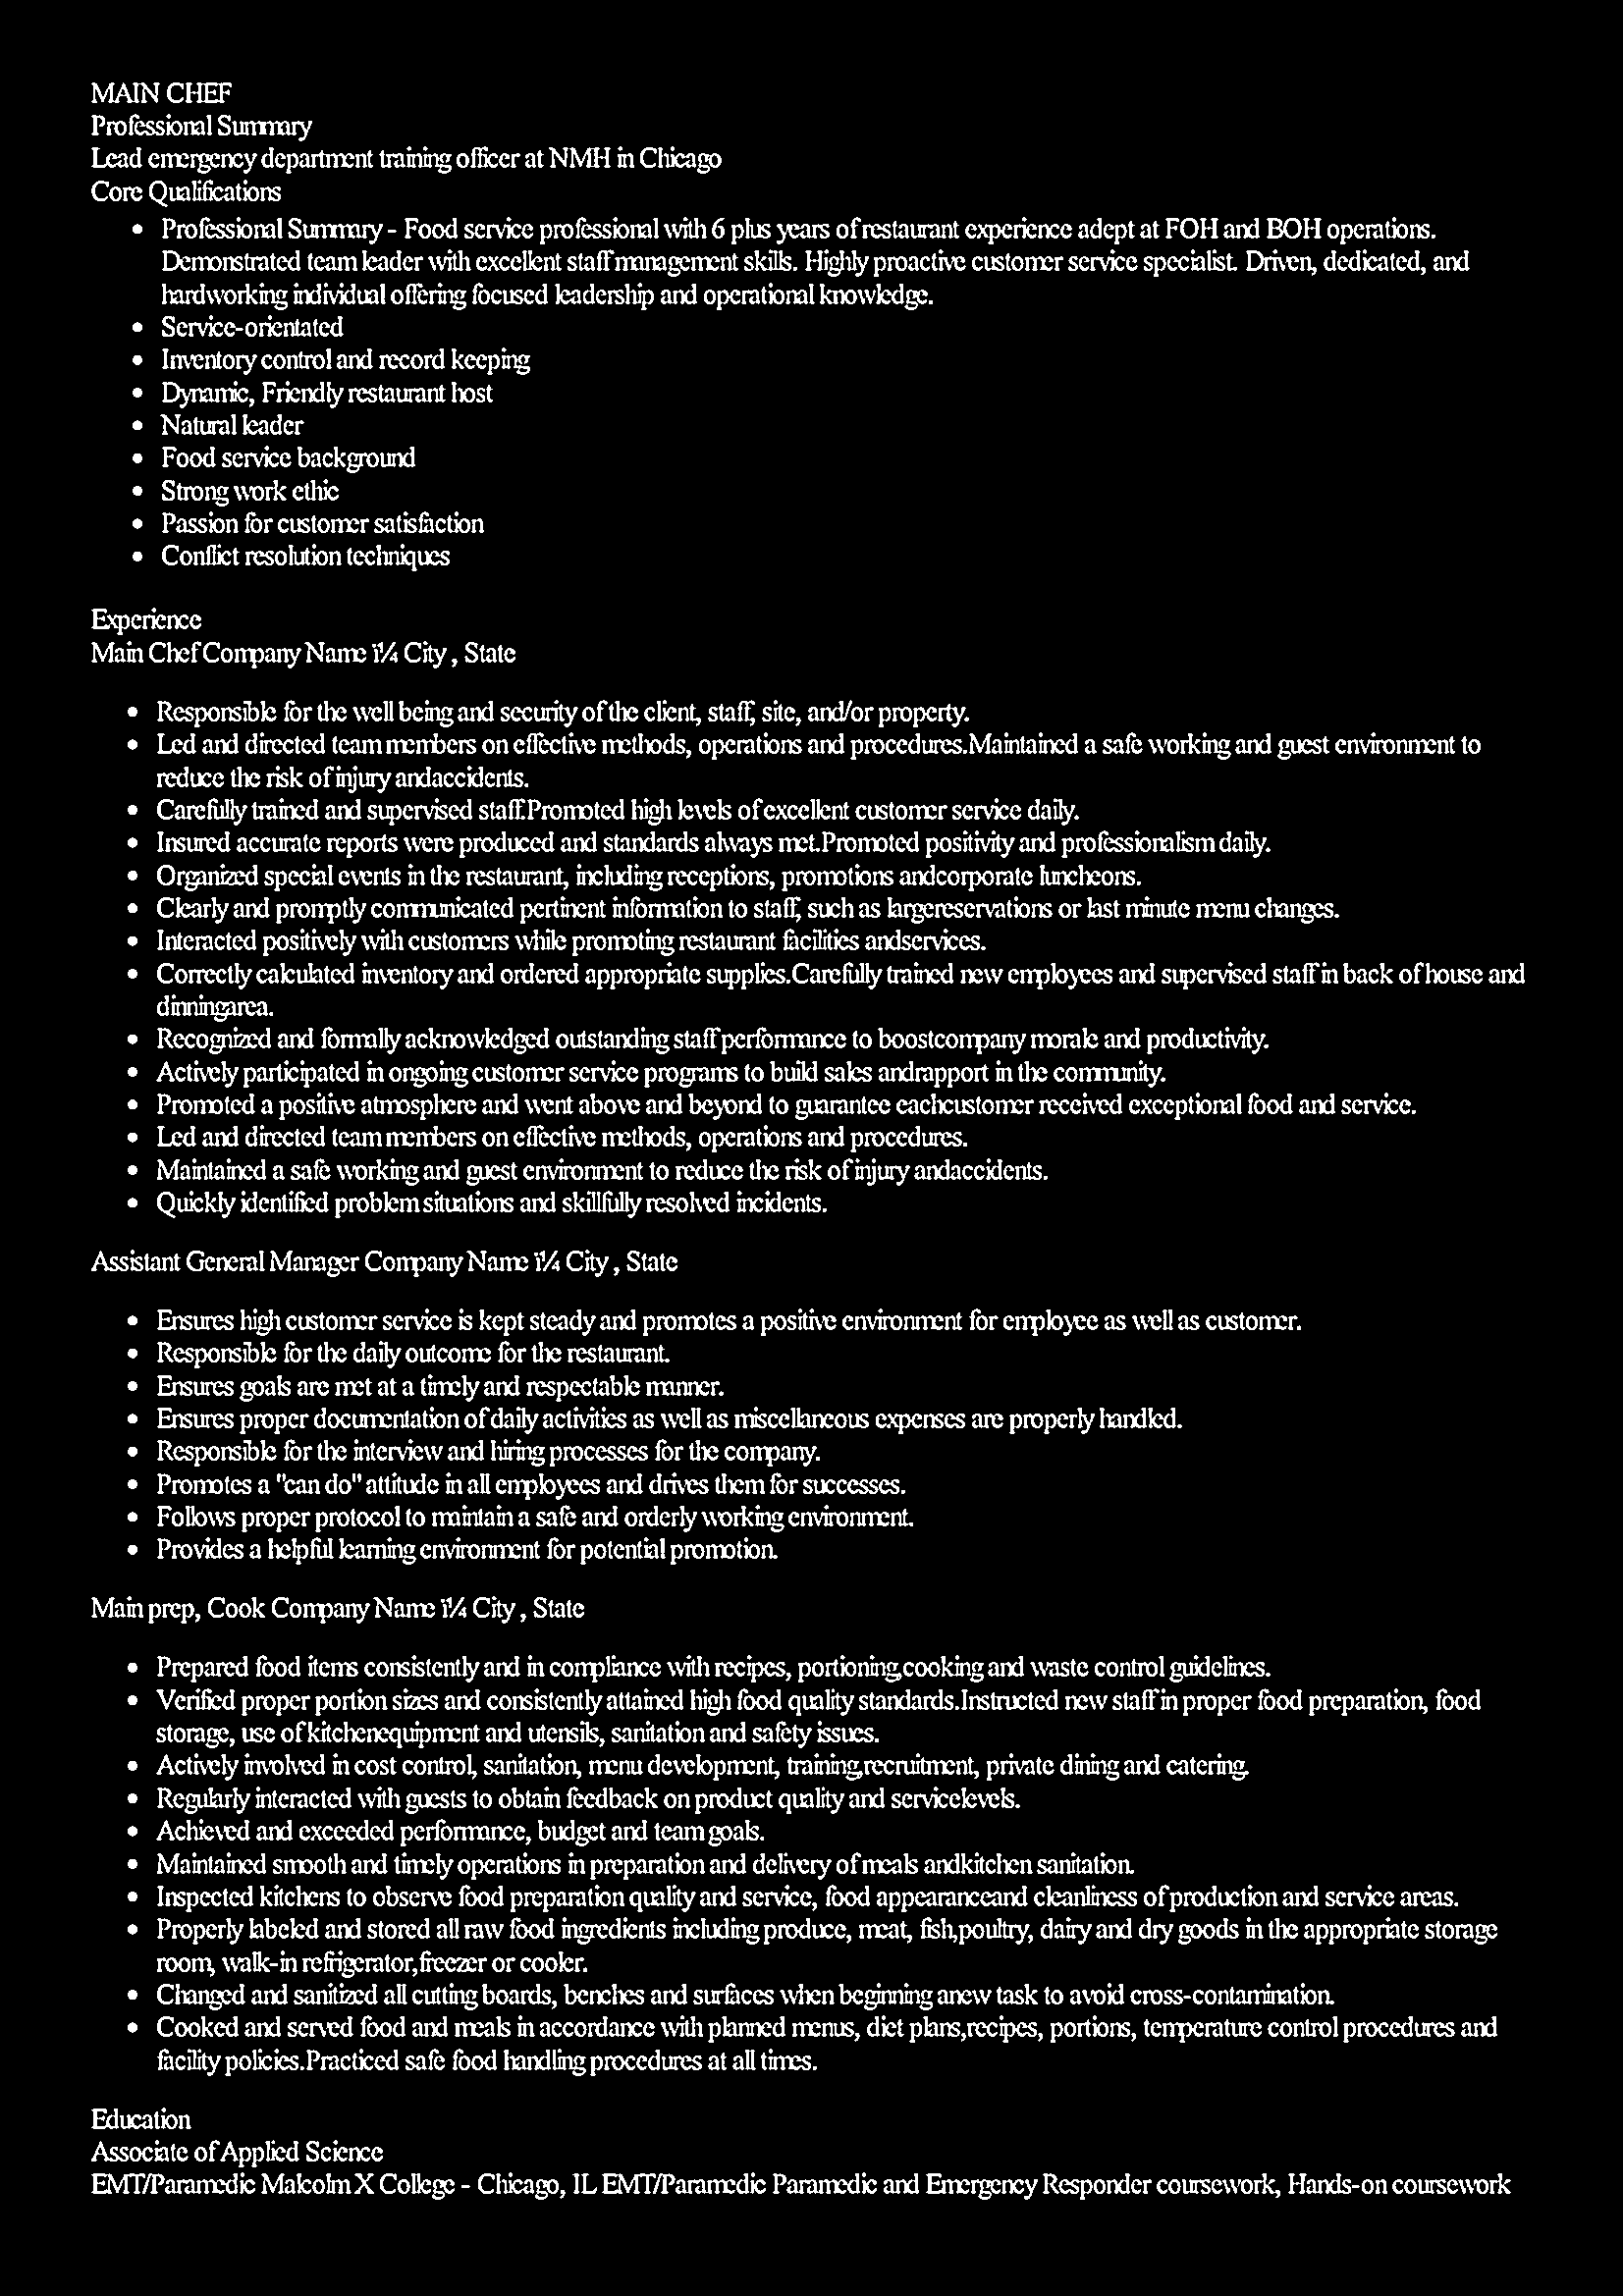 MAIN CHEF
Professional Summary
Lead emergency department training officer at NMH in Chicago
Core Qualifications
• Professional Summary - Food service professional with 6 plus years of restaurant experience adept at FOH and BOH operations.
Demonstrated team leader with excellent staff management skills. Highly proactive customer service specialist. Driven, dedicated, and
hardworking individual offering focused leadership and operational knowledge.
• Service-orientated
• Inventory control and record keeping
• Dynamic, Friendly restaurant host
• Natural leader
• Food service background
• Strong work ethic
• Passion for customer satisfaction
• Conflict resolution techniques
Experience
Main Chef Company Name ï¼ City , State
• Responsible for the well being and security of the client, staff, site, and/or property.
• Led and directed team members on effective methods, operations and procedures.Maintained a safe working and guest environment to
reduce the risk of injury andaccidents.
• Carefully trained and supervised staff.Promoted high levels of excellent customer service daily.
• Insured accurate reports were produced and standards always met.Promoted positivity and professionalism daily.
• Organized special events in the restaurant, including receptions, promotions andcorporate luncheons.
• Clearly and promptly communicated pertinent information to staff, such as largereservations or last minute menu changes.
• Interacted positively with customers while promoting restaurant facilities andservices.
• Correctly calculated inventory and ordered appropriate supplies.Carefully trained new employees and supervised staff in back of house and
dinningarea.
• Recognized and formally acknowledged outstanding staff performance to boostcompany morale and productivity.
• Actively participated in ongoing customer service programs to build sales andrapport in the community.
• Promoted a positive atmosphere and went above and beyond to guarantee eachcustomer received exceptional food and service.
• Led and directed team members on effective methods, operations and procedures.
• Maintained a safe working and guest environment to reduce the risk of injury andaccidents.
• Quickly identified problem situations and skillfully resolved incidents.
Assistant General Manager Company Name ï¼ City , State
• Ensures high customer service is kept steady and promotes a positive environment for employee as well as customer.
• Responsible for the daily outcome for the restaurant.
• Ensures goals are met at a timely and respectable manner.
• Ensures proper documentation of daily activities as well as miscellaneous expenses are properly handled.
• Responsible for the interview and hiring processes for the company.
• Promotes a "can do" attitude in all employees and drives them for successes.
• Follows proper protocol to maintain a safe and orderly working environment.
• Provides a helpful learning environment for potential promotion.
Main prep, Cook Company Name ï¼ City , State
• Prepared food items consistently and in compliance with recipes, portioning,cooking and waste control guidelines.
• Verified proper portion sizes and consistently attained high food quality standards.Instructed new staff in proper food preparation, food
storage, use of kitchenequipment and utensils, sanitation and safety issues.
• Actively involved in cost control, sanitation, menu development, training,recruitment, private dining and catering.
• Regularly interacted with guests to obtain feedback on product quality and servicelevels.
• Achieved and exceeded performance, budget and team goals.
• Maintained smooth and timely operations in preparation and delivery of meals andkitchen sanitation.
• Inspected kitchens to observe food preparation quality and service, food appearanceand cleanliness of production and service areas.
• Properly labeled and stored all raw food ingredients including produce, meat, fish,poultry, dairy and dry goods in the appropriate storage
room, walk-in refrigerator,freezer or cooler.
• Changed and sanitized all cutting boards, benches and surfaces when beginning anew task to avoid cross-contamination.
• Cooked and served food and meals in accordance with planned menus, diet plans,recipes, portions, temperature control procedures and
facility policies.Practiced safe food handling procedures at all times.
Education
Associate of Applied Science
EMT/Paramedic Malcolm X College - Chicago, IL EMT/Paramedic Paramedic and Emergency Responder coursework, Hands-on coursework